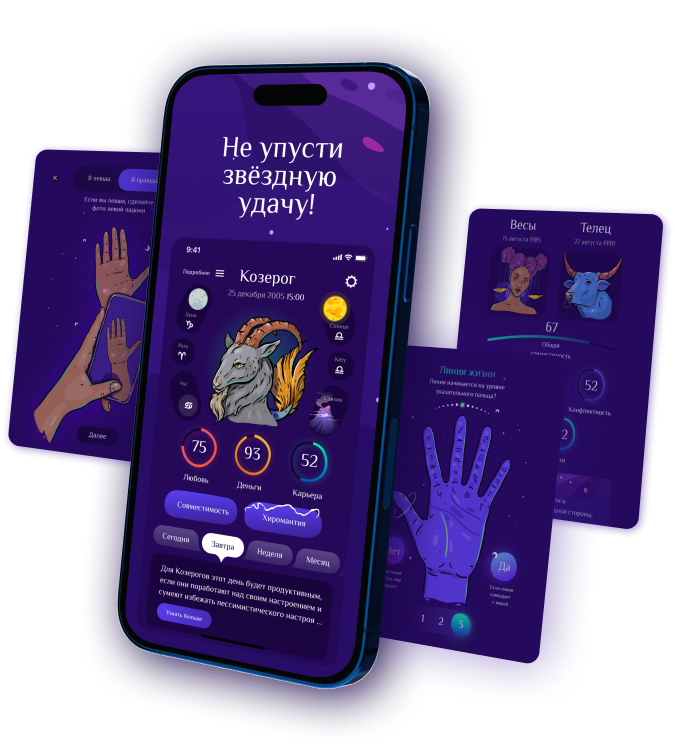 Не упусти
звёздную
удачу!
9:41
Подробнее
Козерог
25 декабря 2005 15:00
Луна
Солнце
Раху
Кету
Асц
75
93
52
Любовь
Деньги
Карьера
Совместимость
Хиромантия
Сегодня
Завтра
Неделя
Месяц
Для Козерогов этот день будет продуктивным,
если они поработают над своим настроением и
сумеют избежать пессимистического настроя ...
Узнать больше
Я левша
Я правша
Если вы левша, сделайте
фото левой ладони
Далее
Весы
Телец
15 августа 1985
27 августа 1990
67
Общая
52
Конфликтность
2
Линия жизни
Линия начинается на уровне
указательного пальца?
Нет
Да
Если линия
совпадает
с вашей
1
2
3